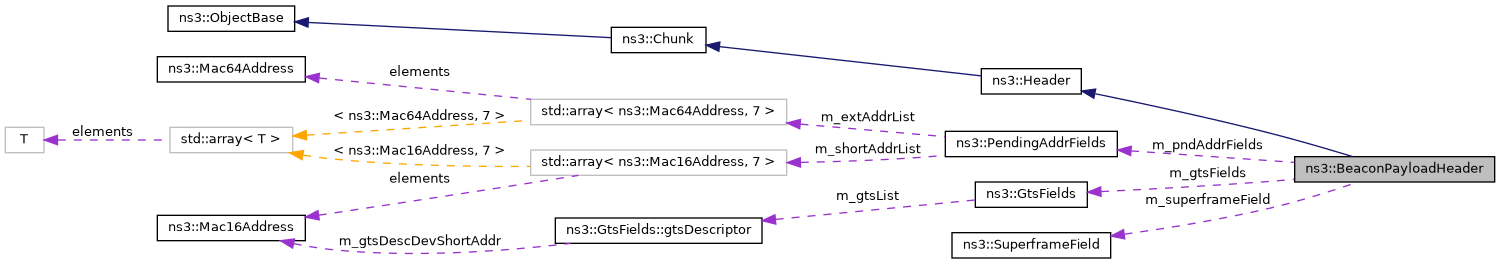 ns3::ObjectBase
ns3::Chunk
ns3::Mac64Address
elements
ns3::Header
std::array< ns3::Mac64Address, 7 >
< ns3::Mac64Address, 7 >
m_extAddrList
elements
T
std::array< T >
ns3::PendingAddrFields
m_pndAddrFields
< ns3::Mac16Address, 7 >
m_shortAddrList
std::array< ns3::Mac16Address, 7 >
ns3::BeaconPayloadHeader
elements
m_gtsFields
ns3::GtsFields
m_gtsList
m_superframeField
ns3::Mac16Address
ns3::GtsFields::gtsDescriptor
m_gtsDescDevShortAddr
ns3::SuperframeField